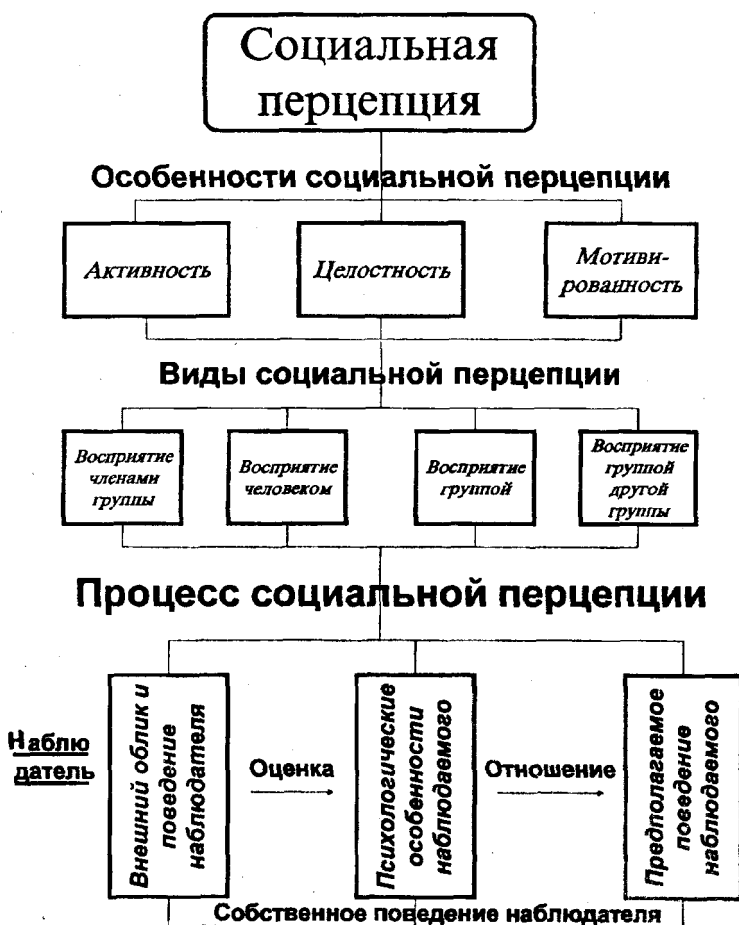 Социальная
перцепция
Особенности социальной перцепции
Активность
Целостность
Мотиви-
рованность
Виды социальной перцепции
Восприятие
членами
группы
Восприятие
человеком
Восприятие
группой
Восприятие
группой
другой
группы
Процесс социальной перцепции
Наблю
датель
Внешний облик и
поведение
наблюдателя
Оценка
Психологические
особенности
наблюдаемого
Отношение
Предполагаемое
поведение
наблюдаемого
Собственное поведение наблюдателя